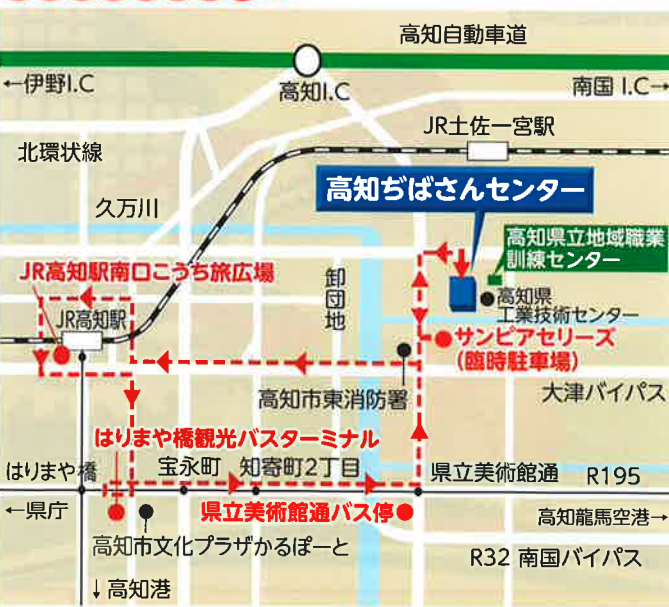 高知自動車道
←伊野I.C
高知I.C
南国 I.C→
JR土佐一宮駅
北環状線
高知ぢばさんセンター
久万川
高知県立地域職業
訓練センター
JR高知駅南口こうち旅広場
卸団地
高知県
工業技術センター
JR高知駅
サンピアセリーズ
(臨時駐車場)
高知市東消防署
大津バイパス
はりまや橋観光バスターミナル
はりまや橋
宝永町
知寄町2丁目
県立美術館通
R195
←県庁
県立美術館通バス停
高知龍馬空港→
高知市文化プラザかるぽーと
R32 南国バイパス
↓高知港